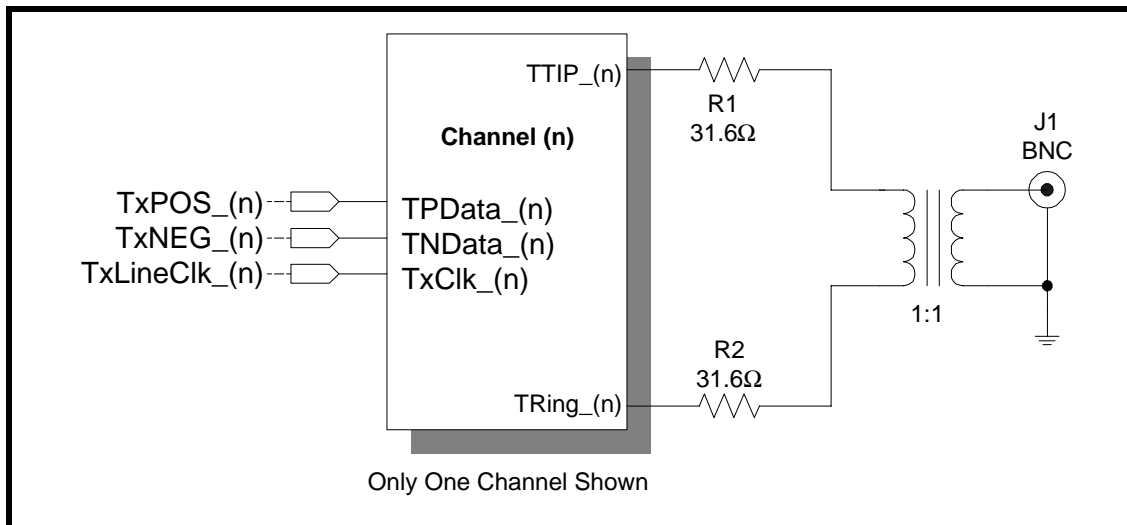 TTIP_(n)
R1
31.6Ω
J1
BNC
Channel (n)
TxPOS_(n)
TPData_(n)
TxNEG_(n)
TNData_(n)
TxLineClk_(n)
TxClk_(n)
1:1
R2
31.6Ω
TRing_(n)
Only One Channel Shown